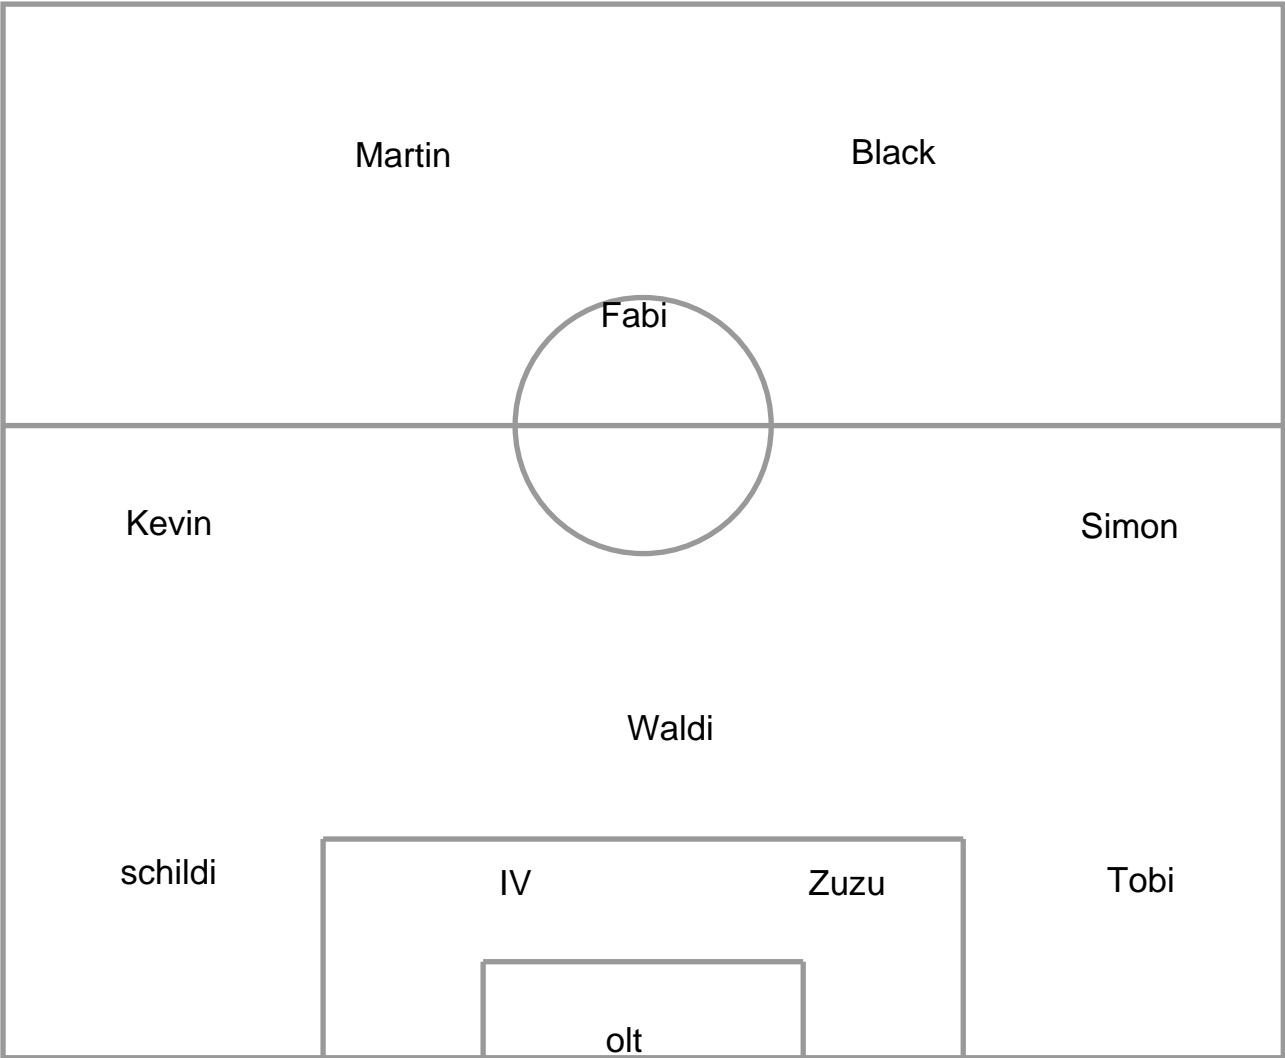 Martin Black
Fabi
Kevin Simon
Waldi
schildi IV Zuzu Tobi
olt